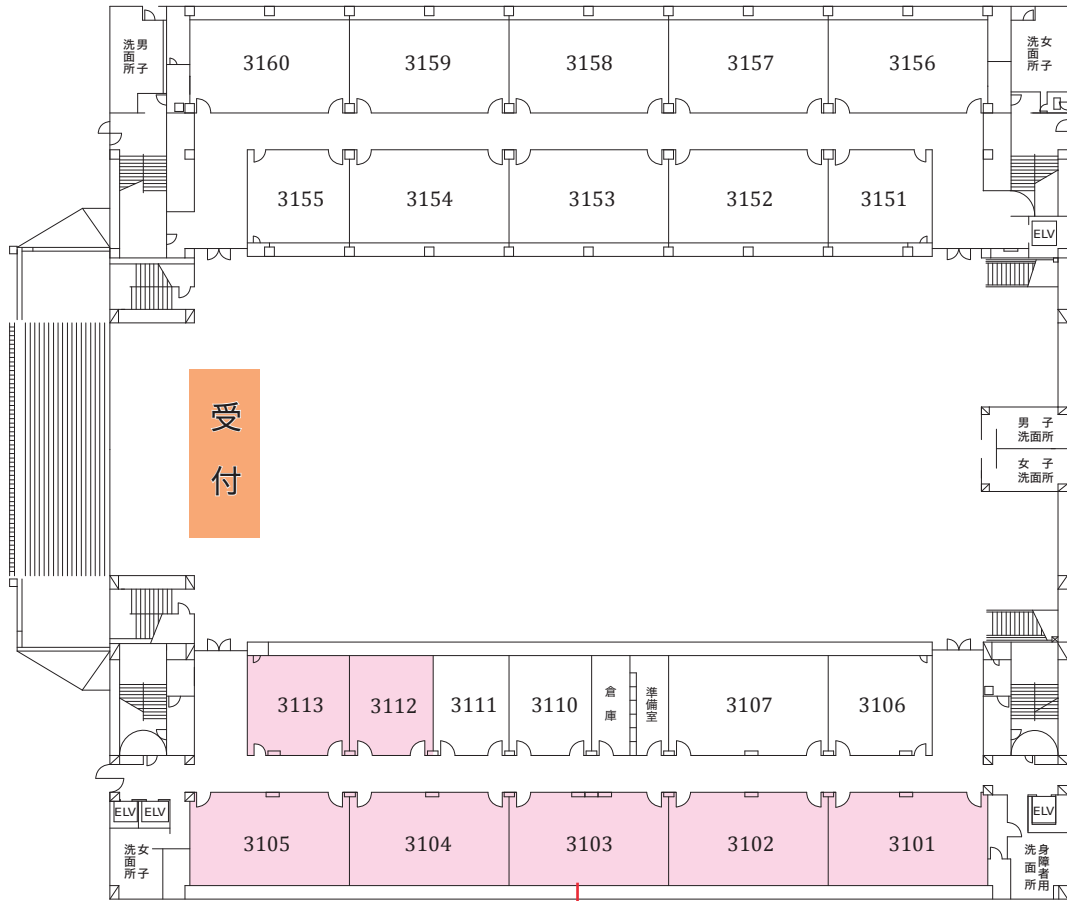 男子
洗面所
3160
3159
3158
3157
3156
女子
洗面所
3155
3154
3153
3152
3151
ELV
受
付
男 子
洗面所
女 子
洗面所
3113
3112
3111
3110
倉庫
準備室
3107
3106
ELV
ELV
3105
3104
3103
3102
3101
ELV
女子
洗面所
身障者用
洗面所